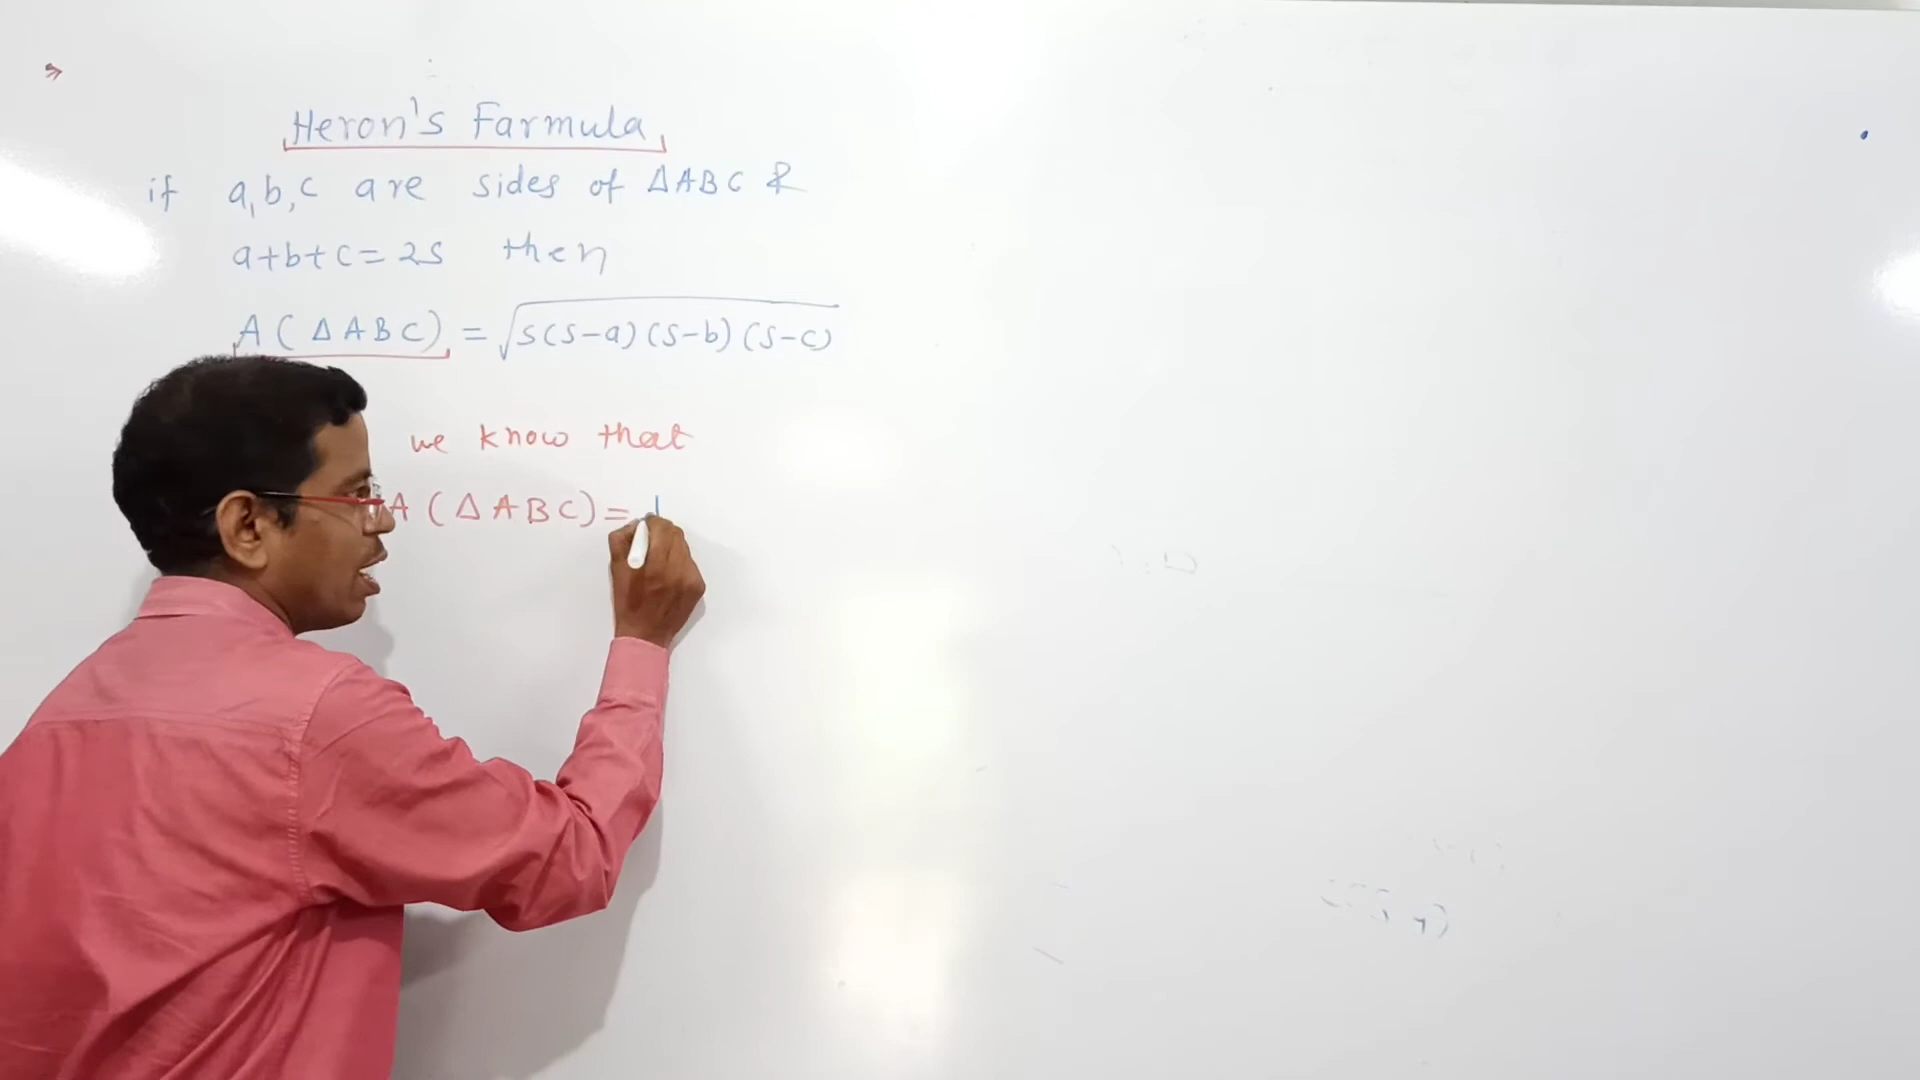 Heron's Farmula
if a,b,c are sides of ΔABC &
a+b+c=2S then
A(ΔABC) = √S(S-a)(S-b)(S-c)
we know that
A(ΔABC)=